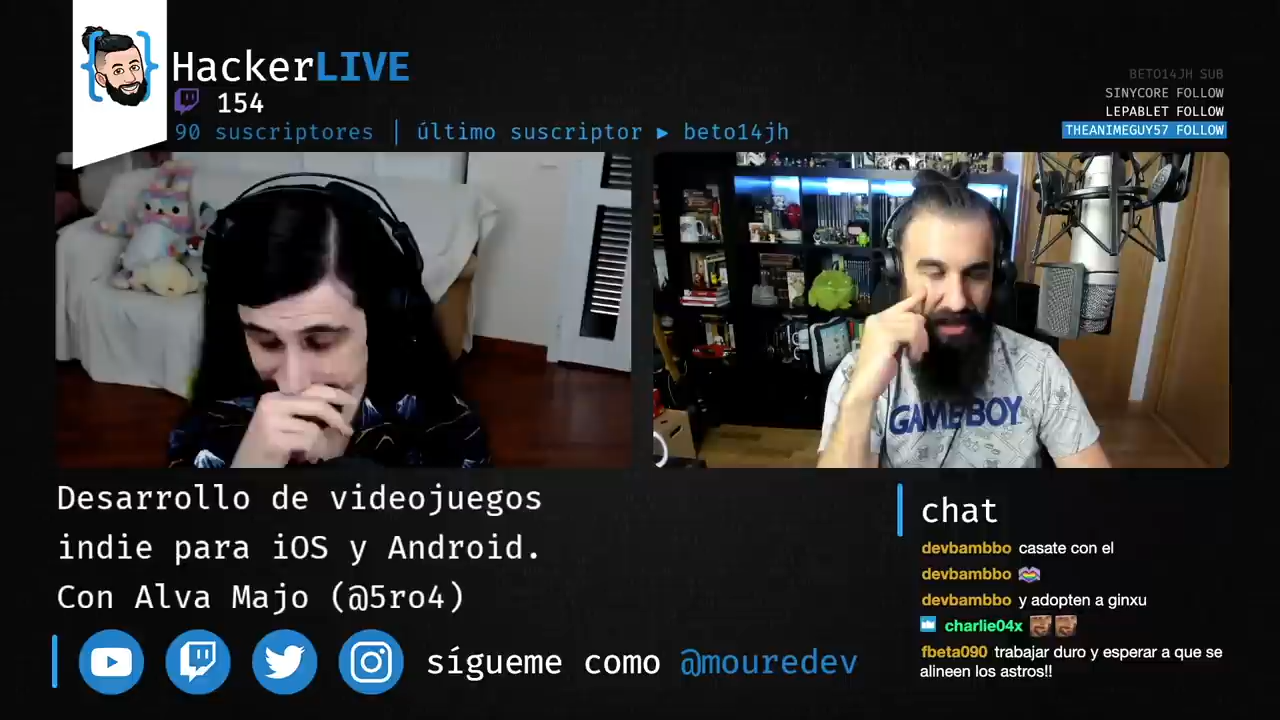 HackerLIVE
154
90 suscriptores | último suscriptor ▸ beto14jh
BETO14JH SUB
SINYCORE FOLLOW
LEPABLET FOLLOW
THEANIMEGUY57 FOLLOW
GAMEBOY
Desarrollo de videojuegos
indie para iOS y Android.
Con Alva Majo (@5ro4)
sígueme como @mouredev
chat
devbambbo casate con el
devbambbo
devbambbo y adopten a ginxu
charlie04x
fbeta090 trabajar duro y esperar a que se
alineen los astros!!